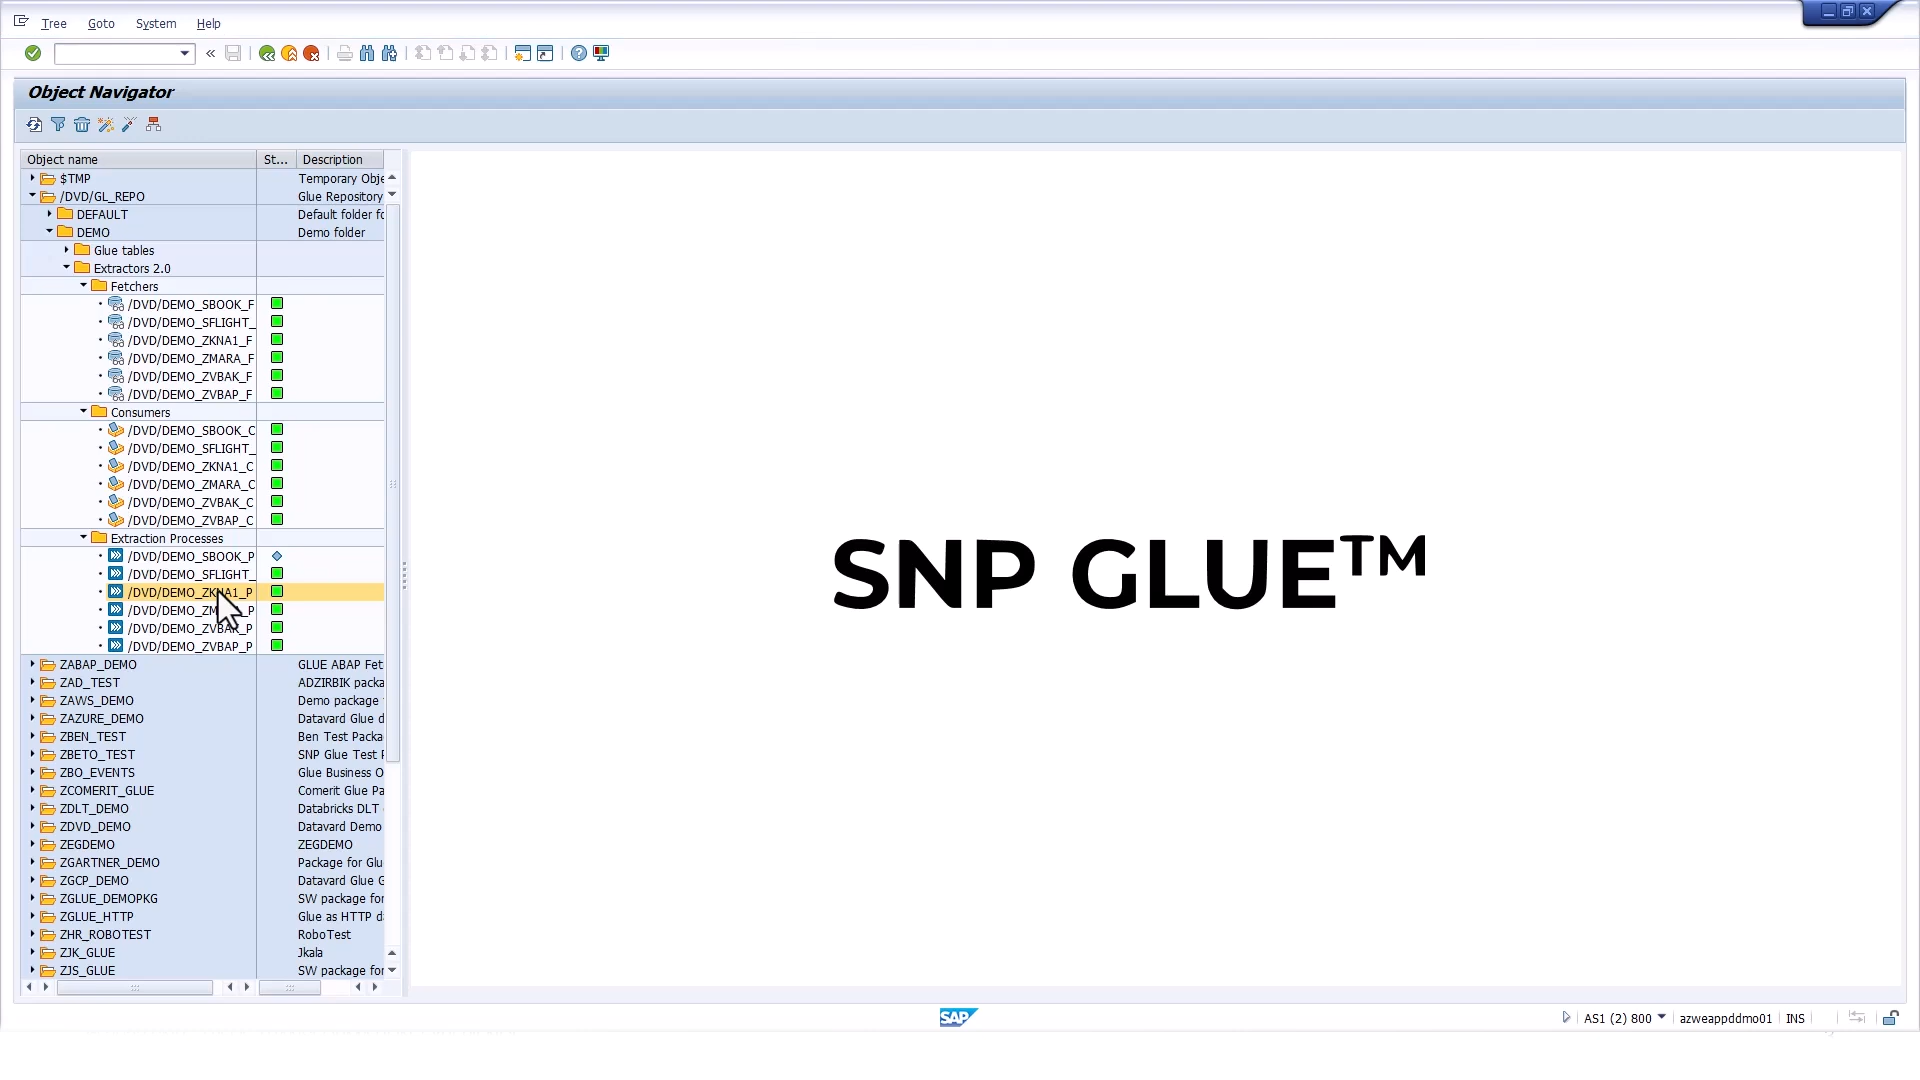 Tree Goto System Help
Object Navigator
Object name St... Description
$TMP Temporary Obje
/DVD/GL_REPO Glue Repository
DEFAULT Default folder fo
DEMO Demo folder
Glue tables
Extractors 2.0
Fetchers
/DVD/DEMO_SBOOK_F
/DVD/DEMO_SFLIGHT_
/DVD/DEMO_ZKNA1_F
/DVD/DEMO_ZMARA_F
/DVD/DEMO_ZVBAK_F
/DVD/DEMO_ZVBAP_F
Consumers
/DVD/DEMO_SBOOK_C
/DVD/DEMO_SFLIGHT_
/DVD/DEMO_ZKNA1_C
/DVD/DEMO_ZMARA_C
/DVD/DEMO_ZVBAK_C
/DVD/DEMO_ZVBAP_C
Extraction Processes
/DVD/DEMO_SBOOK_P
/DVD/DEMO_SFLIGHT_
/DVD/DEMO_ZKNA1_P
/DVD/DEMO_ZM P
/DVD/DEMO_ZVBAK_P
/DVD/DEMO_ZVBAP_P
ZABAP_DEMO GLUE ABAP Fet
ZAD_TEST ADZIRBIK packa
ZAWS_DEMO Demo package
ZAZURE_DEMO Datavard Glue d
ZBEN_TEST Ben Test Packa
ZBETO_TEST SNP Glue Test P
ZBO_EVENTS Glue Business O
ZCOMERIT_GLUE Comerit Glue Pa
ZDLT_DEMO Databricks DLT
ZDVD_DEMO Datavard Demo
ZEGDEMO ZEGDEMO
ZGARTNER_DEMO Package for Glu
ZGCP_DEMO Datavard Glue G
ZGLUE_DEMOPKG SW package for
ZGLUE_HTTP Glue as HTTP d
ZHR_ROBOTEST RoboTest
ZJK_GLUE Jkala
ZJS_GLUE SW package for
SNP GLUE™
SAP
AS1 (2) 800 azweappddmo01 INS